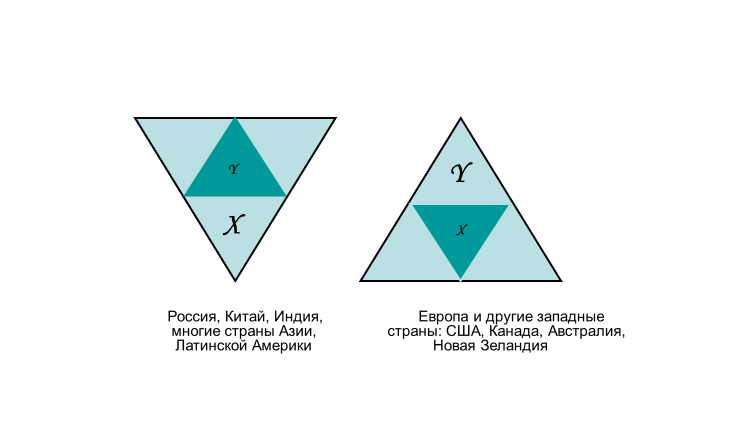 Y
X
Y
X
Россия, Китай, Индия,
многие страны Азии,
Латинской Америки
Европа и другие западные
страны: США, Канада, Австралия,
Новая Зеландия